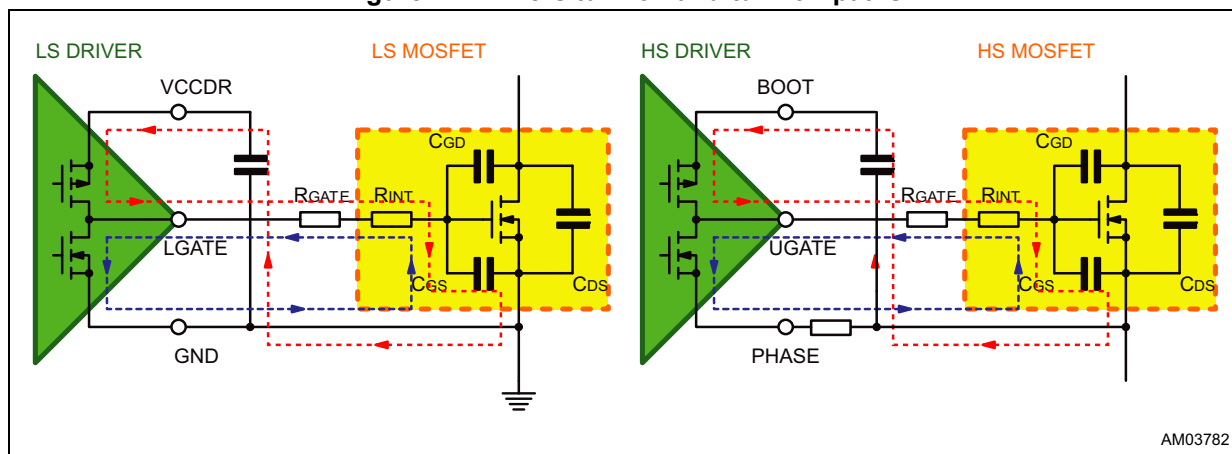 LS DRIVER
LS MOSFET
VCCDR
CGD
RGATE
RINT
LGATE
CGS
CDS
GND
HS DRIVER
HS MOSFET
BOOT
CGD
RGATE
RINT
UGATE
CGS
CDS
PHASE
AM03782